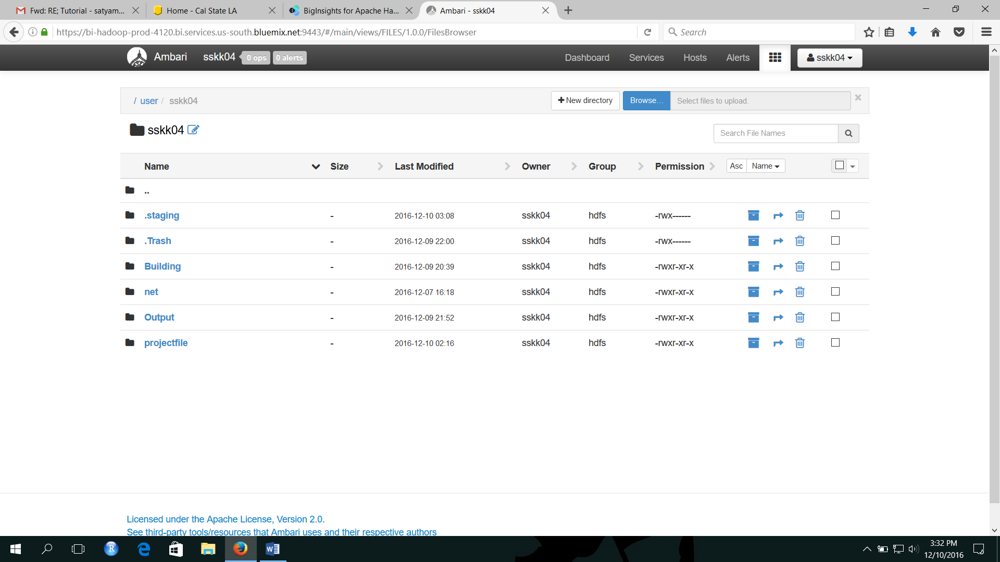 Fwd: RE; Tutorial - satyam... Home - Cal State LA BigInsights for Apache Ha... Ambari - sskk04
https://bi-hadoop-prod-4120.bi.services.us-south.bluemix.net:9443/#/main/views/FILES/1.0.0/FilesBrowser Search
Ambari sskk04 0 ops 0 alerts Dashboard Services Hosts Alerts sskk04
/ user / sskk04 New directory Browse... Select files to upload.
sskk04 Search File Names
Name Size Last Modified Owner Group Permission Asc Name
..
.staging - 2016-12-10 03:08 sskk04 hdfs -rwx------
.Trash - 2016-12-09 22:00 sskk04 hdfs -rwx------
Building - 2016-12-09 20:39 sskk04 hdfs -rwxr-xr-x
net - 2016-12-07 16:18 sskk04 hdfs -rwxr-xr-x
Output - 2016-12-09 21:52 sskk04 hdfs -rwxr-xr-x
projectfile - 2016-12-10 02:16 sskk04 hdfs -rwxr-xr-x
Licensed under the Apache License, Version 2.0.
See third-party tools/resources that Ambari uses and their respective authors
3:32 PM
12/10/2016